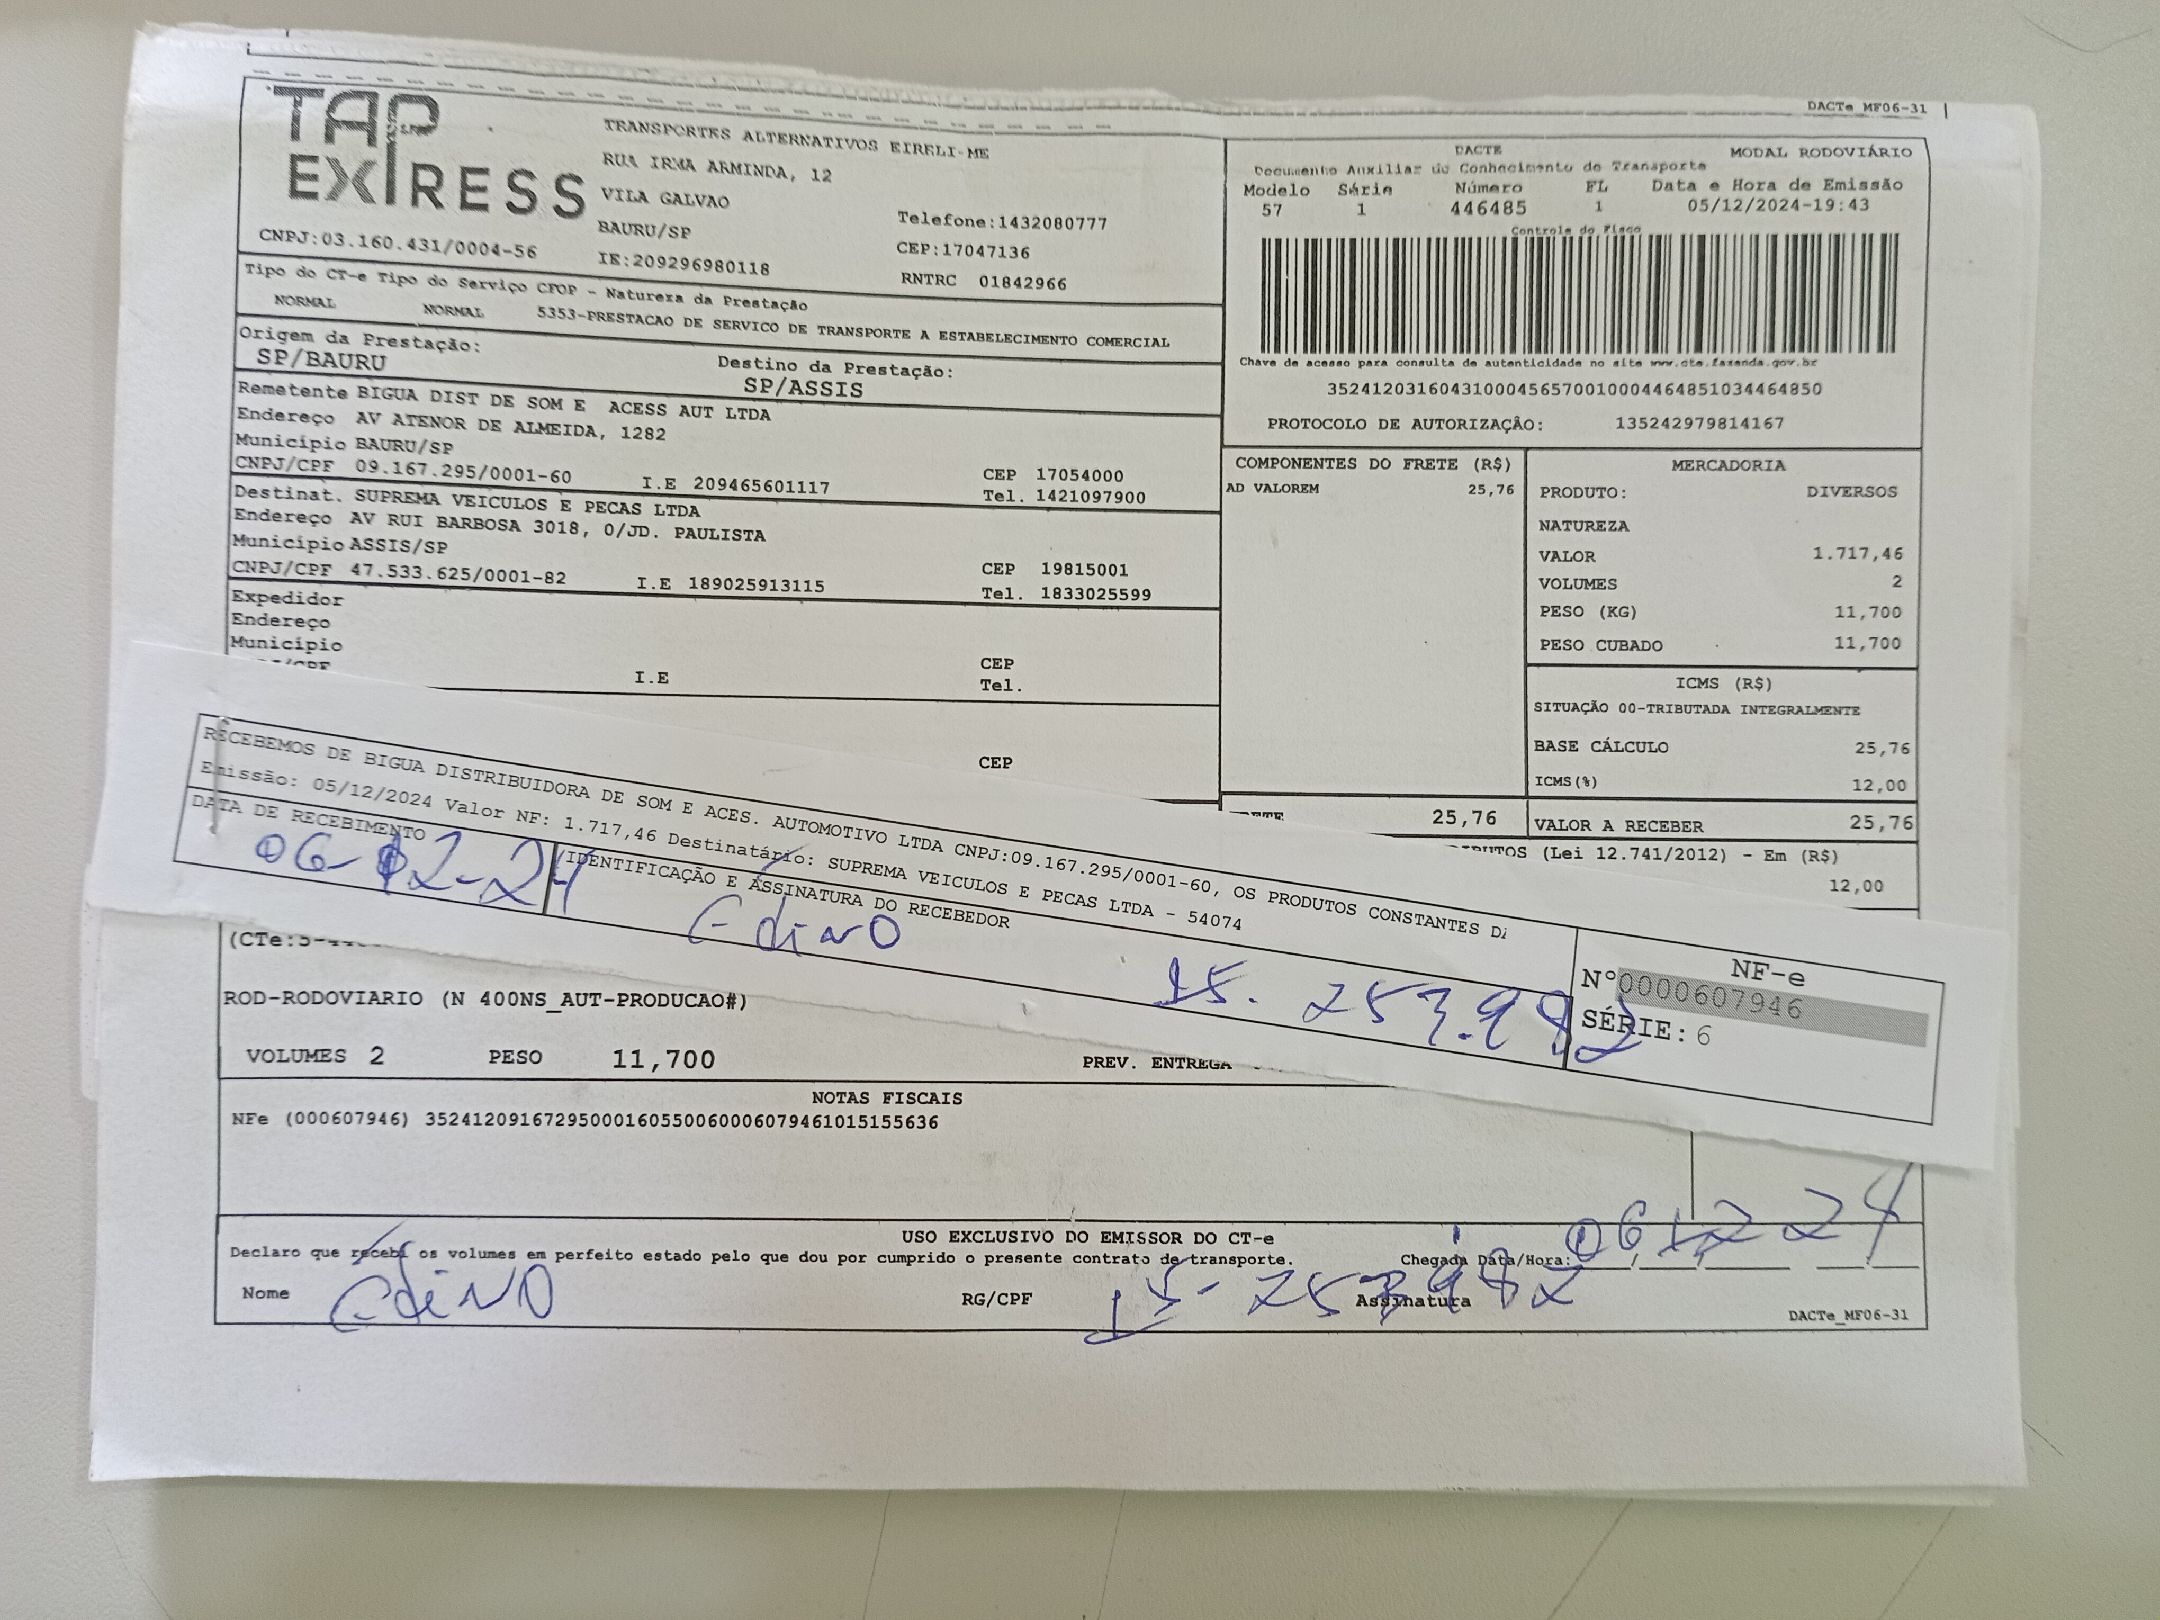 DACTe MF06-31
TAP EXPRESS
TRANSPORTES ALTERNATIVOS EIRELI-ME
RUA IRMA ARMINDA, 12
VILA GALVAO
BAURU/SP
IE:209296980118
Telefone:1432080777
CEP:17047136
RNTRC 01842966
CNPJ:03.160.431/0004-56
DACTE
MODAL RODOVIÁRIO
Documento Auxiliar do Conhecimento de Transporte
Modelo Série Número FL Data e Hora de Emissão
57 1 446485 1 05/12/2024-19:43
Controle do Fisco
Chave de acesso para consulta de autenticidade no site www.cte.fazenda.gov.br
35241203160431000456570010004464851034464850
PROTOCOLO DE AUTORIZAÇÃO: 135242979814167
Tipo do CT-e Tipo do Serviço CFOP - Natureza da Prestação
NORMAL NORMAL 5353-PRESTACAO DE SERVICO DE TRANSPORTE A ESTABELECIMENTO COMERCIAL
Origem da Prestação: Destino da Prestação:
SP/BAURU SP/ASSIS
Remetente BIGUA DIST DE SOM E ACESS AUT LTDA
Endereço AV ATENOR DE ALMEIDA, 1282
Município BAURU/SP CEP 17054000
CNPJ/CPF 09.167.295/0001-60 I.E 209465601117 Tel. 1421097900
Destinat. SUPREMA VEICULOS E PECAS LTDA
Endereço AV RUI BARBOSA 3018, 0/JD. PAULISTA
Município ASSIS/SP CEP 19815001
CNPJ/CPF 47.533.625/0001-82 I.E 189025913115 Tel. 1833025599
Expedidor
Endereço
Município CEP
I.E Tel.
CEP
COMPONENTES DO FRETE (R$)
AD VALOREM 25,76
MERCADORIA
PRODUTO: DIVERSOS
NATUREZA
VALOR 1.717,46
VOLUMES 2
PESO (KG) 11,700
PESO CUBADO 11,700
ICMS (R$)
SITUAÇÃO 00-TRIBUTADA INTEGRALMENTE
BASE CÁLCULO 25,76
ICMS(%) 12,00
25,76 VALOR A RECEBER 25,76
(Lei 12.741/2012) - Em (R$)
12,00
RECEBEMOS DE BIGUA DISTRIBUIDORA DE SOM E ACES. AUTOMOTIVO LTDA CNPJ:09.167.295/0001-60, OS PRODUTOS CONSTANTES
Emissão: 05/12/2024 Valor NF: 1.717,46 Destinatário: SUPREMA VEICULOS E PECAS LTDA - 54074
DATA DE RECEBIMENTO IDENTIFICAÇÃO E ASSINATURA DO RECEBEDOR
06-12-24 Edino 15. 253.982
NF-e
N°0000607946
SÉRIE: 6
ROD-RODOVIARIO (N 400NS_AUT-PRODUCAO#)
VOLUMES 2 PESO 11,700 PREV. ENTREGA
NOTAS FISCAIS
NFe (000607946) 35241209167295000160550060006079461015155636
USO EXCLUSIVO DO EMISSOR DO CT-e
Declaro que recebi os volumes em perfeito estado pelo que dou por cumprido o presente contrato de transporte. Chegada Data/Hora: 06 12 24
Nome Edino RG/CPF 15-253982 Assinatura
DACTe_MF06-31